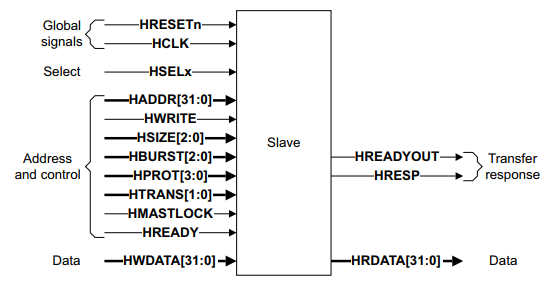 Global
signals
HRESETn
HCLK
Select
HSELx
Address
and control
HADDR[31:0]
HWRITE
HSIZE[2:0]
HBURST[2:0]
HPROT[3:0]
HTRANS[1:0]
HMASTLOCK
HREADY
Data
HWDATA[31:0]
Slave
HREADYOUT
HRESP
Transfer
response
HRDATA[31:0]
Data